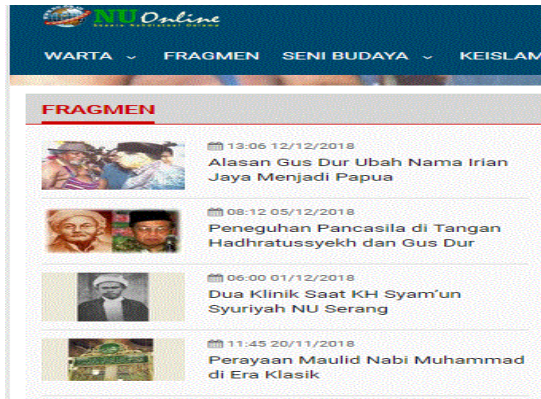 NU Online
WARTA FRAGMEN SENI BUDAYA KEISLAM
FRAGMEN
13:06 12/12/2018
Alasan Gus Dur Ubah Nama Irian
Jaya Menjadi Papua
08:12 05/12/2018
Peneguhan Pancasila di Tangan
Hadhratussyekh dan Gus Dur
06:00 01/12/2018
Dua Klinik Saat KH Syam'un
Syuriyah NU Serang
11:45 20/11/2018
Perayaan Maulid Nabi Muhammad
di Era Klasik